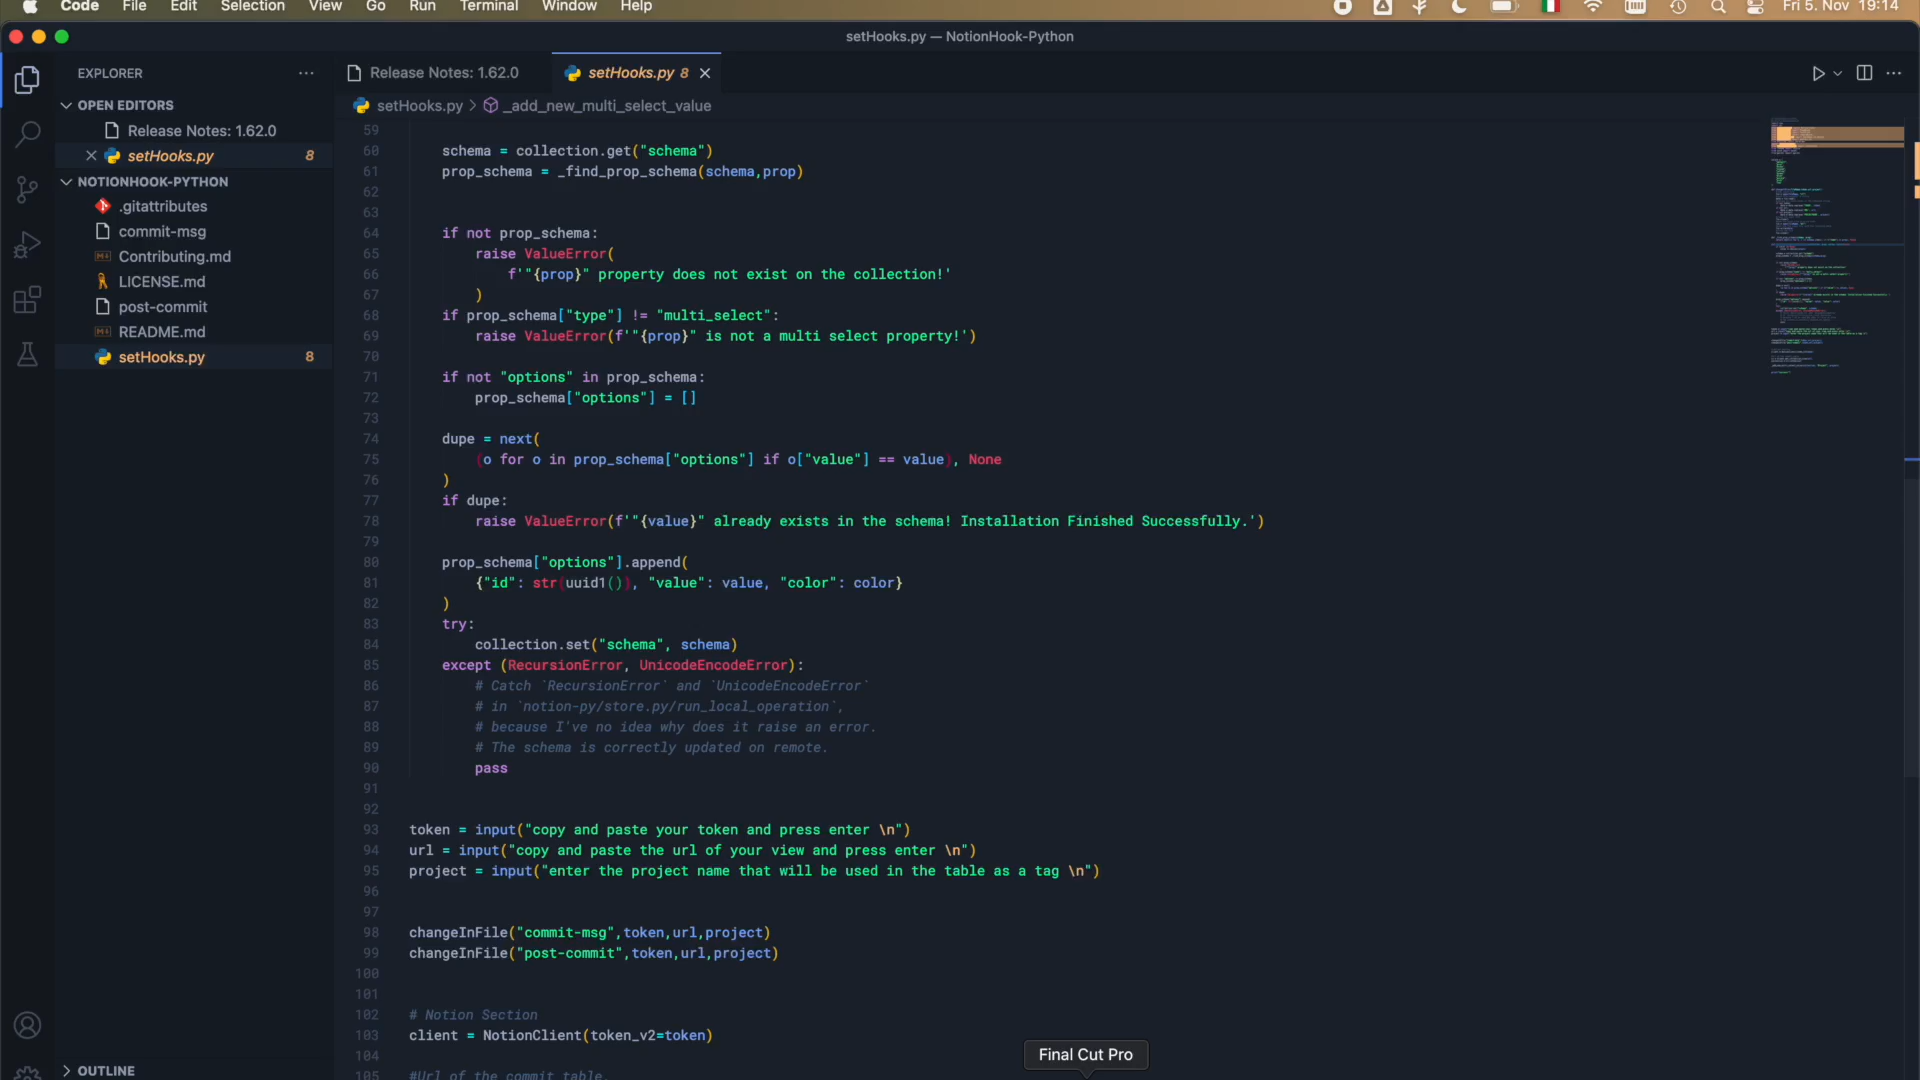 Code File Edit Selection View Go Run Terminal Window Help Fri 5. Nov 19:14
setHooks.py — NotionHook-Python
EXPLORER
Release Notes: 1.62.0
setHooks.py 8
OPEN EDITORS
Release Notes: 1.62.0
setHooks.py 8
NOTIONHOOK-PYTHON
.gitattributes
commit-msg
Contributing.md
LICENSE.md
post-commit
README.md
setHooks.py 8
OUTLINE
setHooks.py > _add_new_multi_select_value
59
60 schema = collection.get("schema")
61 prop_schema = _find_prop_schema(schema,prop)
62
63
64 if not prop_schema:
65 raise ValueError(
66 f'"{prop}" property does not exist on the collection!'
67 )
68 if prop_schema["type"] != "multi_select":
69 raise ValueError(f'"{prop}" is not a multi select property!')
70
71 if not "options" in prop_schema:
72 prop_schema["options"] = []
73
74 dupe = next(
75 (o for o in prop_schema["options"] if o["value"] == value), None
76 )
77 if dupe:
78 raise ValueError(f'"{value}" already exists in the schema! Installation Finished Successfully.')
79
80 prop_schema["options"].append(
81 {"id": str(uuid1()), "value": value, "color": color}
82 )
83 try:
84 collection.set("schema", schema)
85 except (RecursionError, UnicodeEncodeError):
86 # Catch `RecursionError` and `UnicodeEncodeError`
87 # in `notion-py/store.py/run_local_operation`,
88 # because I've no idea why does it raise an error.
89 # The schema is correctly updated on remote.
90 pass
91
92
93 token = input("copy and paste your token and press enter \n")
94 url = input("copy and paste the url of your view and press enter \n")
95 project = input("enter the project name that will be used in the table as a tag \n")
96
97
98 changeInFile("commit-msg",token,url,project)
99 changeInFile("post-commit",token,url,project)
100
101
102 # Notion Section
103 client = NotionClient(token_v2=token)
104
105 #Url of the commit table.
Final Cut Pro